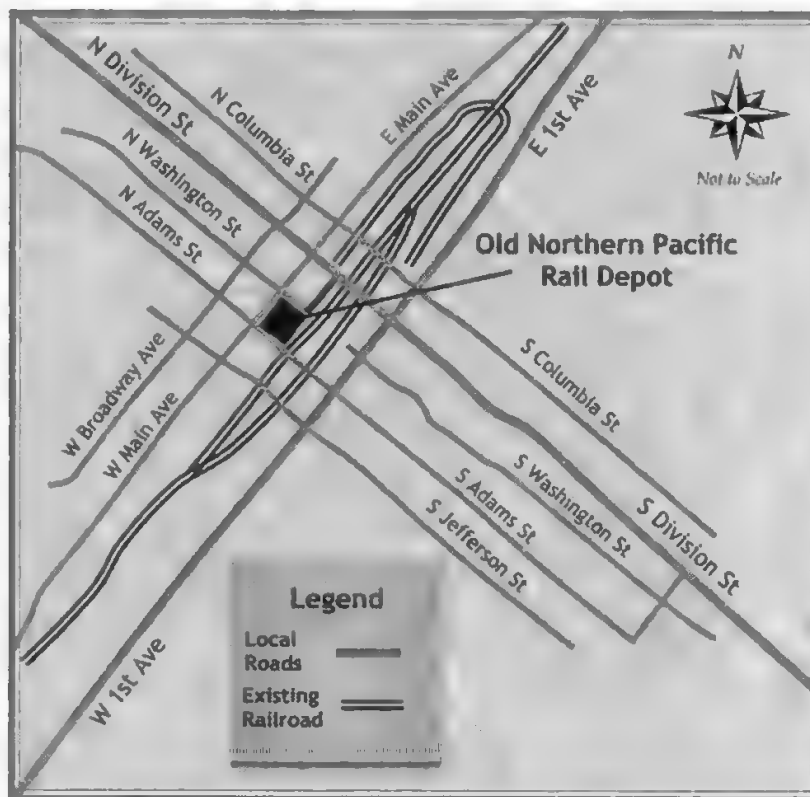 N Division St
N Columbia St
E Main Ave
E 1st Ave
N
Not to Scale
N Washington St
N Adams St
Old Northern Pacific
Rail Depot
W Broadway Ave
W Main Ave
S Columbia St
S Washington St
S Division St
S Adams St
S Jefferson St
W 1st Ave
Legend
Local
Roads
Existing
Railroad